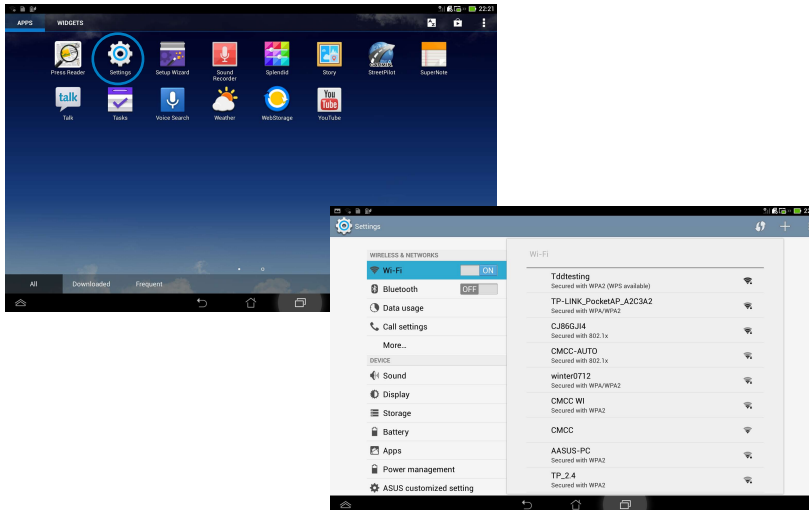 22:21
APPS WIDGETS
Press Reader Settings Setup Wizard Sound Recorder Splendid Story StreetPilot SuperNote
talk You Tube
Talk Tasks Voice Search Weather WebStorage YouTube
All Downloaded Frequent
Settings
WIRELESS & NETWORKS
Wi-Fi ON
Bluetooth OFF
Data usage
Call settings
More...
DEVICE
Sound
Display
Storage
Battery
Apps
Power management
ASUS customized setting
Wi-Fi
Tddtesting
Secured with WPA2 (WPS available)
TP-LINK_PocketAP_A2C3A2
Secured with WPA/WPA2
CJ86GJI4
Secured with 802.1x
CMCC-AUTO
Secured with 802.1x
winter0712
Secured with WPA/WPA2
CMCC WI
Secured with WPA2
CMCC
AASUS-PC
Secured with WPA2
TP_2.4
Secured with WPA2